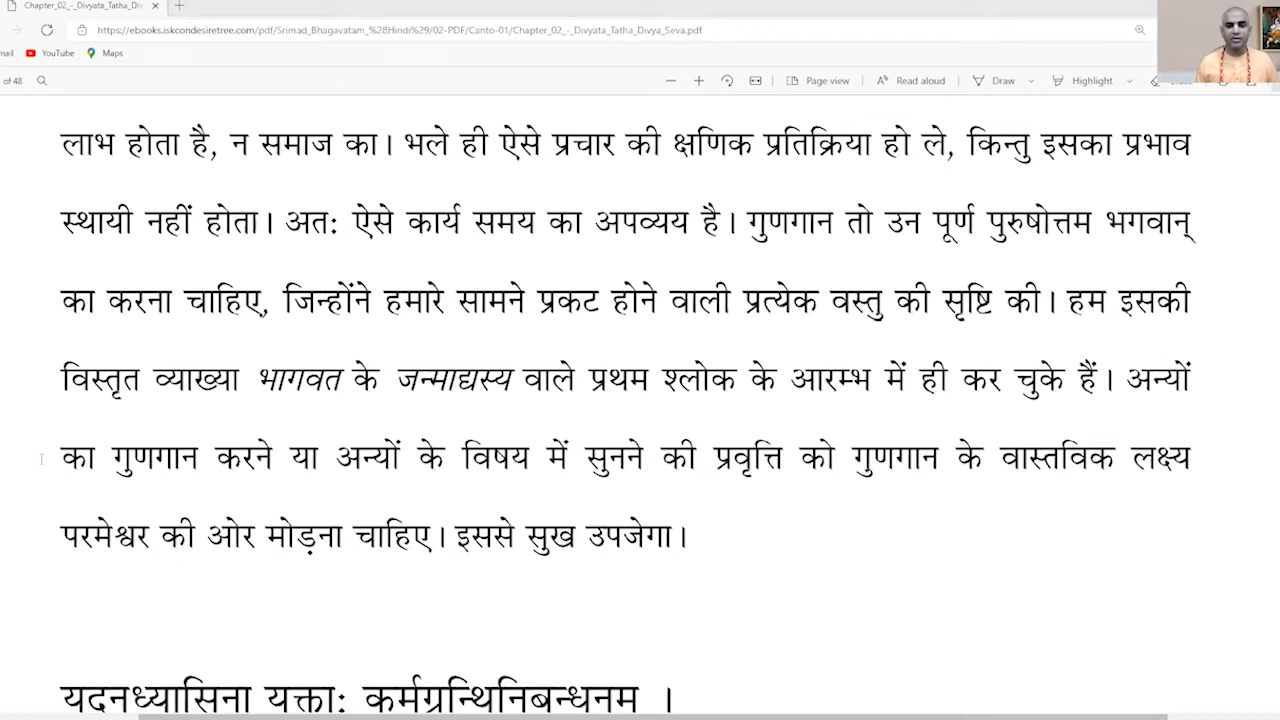 Chapter_02_-_Divyata_Tatha_Div
https://ebooks.iskcondesiretree.com/pdf/Srimad_Bhagavatam_%28Hindi%29/02-PDF/Canto-01/Chapter_02_-_Divyata_Tatha_Divya_Seva.pdf
mail YouTube Maps
of 48 Page view Read aloud Draw Highlight
लाभ होता है, न समाज का। भले ही ऐसे प्रचार की क्षणिक प्रतिक्रिया हो ले, किन्तु इसका प्रभाव
स्थायी नहीं होता। अतः ऐसे कार्य समय का अपव्यय है। गुणगान तो उन पूर्ण पुरुषोत्तम भगवान्
का करना चाहिए, जिन्होंने हमारे सामने प्रकट होने वाली प्रत्येक वस्तु की सृष्टि की। हम इसकी
विस्तृत व्याख्या भागवत के जन्माद्यस्य वाले प्रथम श्लोक के आरम्भ में ही कर चुके हैं। अन्यों
का गुणगान करने या अन्यों के विषय में सुनने की प्रवृत्ति को गुणगान के वास्तविक लक्ष्य
परमेश्वर की ओर मोड़ना चाहिए। इससे सुख उपजेगा।
यदनुध्यासिना युक्ताः कर्मग्रन्थिनिबन्धनम् ।